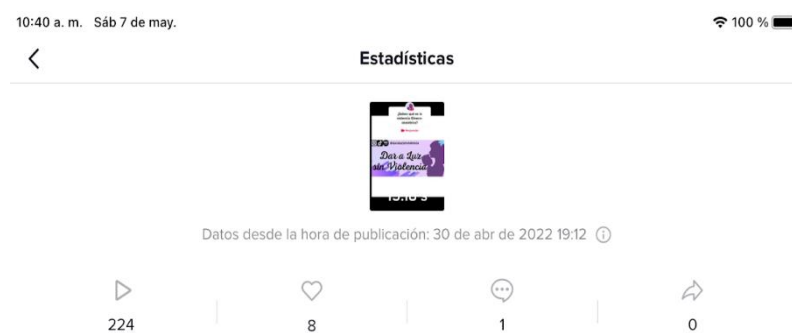 10:40 a. m. Sáb 7 de may.
100 %
Estadísticas
Dar a Luz
sin Violencia
Datos desde la hora de publicación: 30 de abr de 2022 19:12
224
8
1
0